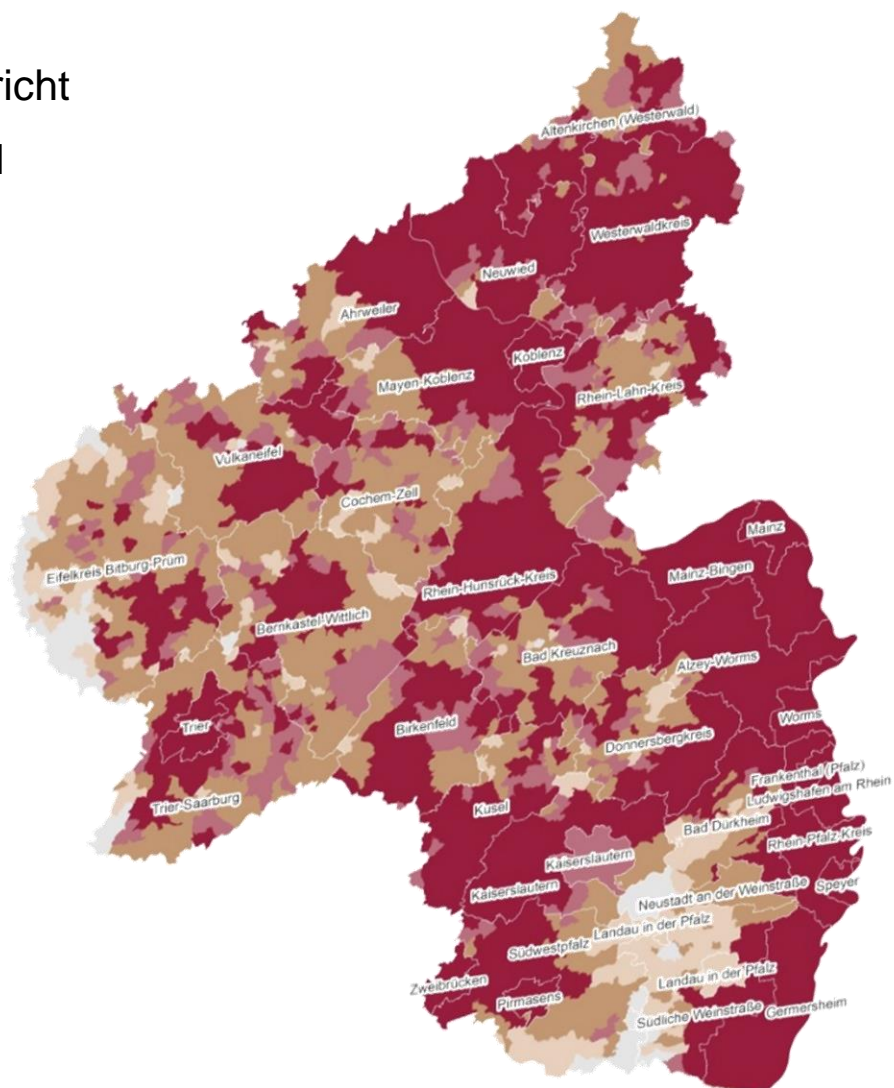 richt
Altenkirchen (Westerwald)
Westerwaldkreis
Neuwied
Ahrweiler
Koblenz
Mayen-Koblenz
Rhein-Lahn-Kreis
Vulkaneifel
Cochem-Zell
Mainz
Eifelkreis Bitburg-Prüm
Rhein-Hunsrück-Kreis
Mainz-Bingen
Bernkastel-Wittlich
Bad Kreuznach
Alzey-Worms
Trier
Birkenfeld
Worms
Donnersbergkreis
Trier-Saarburg
Kusel
Frankenthal (Pfalz)
Ludwigshafen am Rhein
Bad Dürkheim
Rhein-Pfalz-Kreis
Kaiserslautern
Kaiserslautern
Neustadt an der Weinstraße
Speyer
Landau in der Pfalz
Südwestpfalz
Zweibrücken
Landau in der Pfalz
Pirmasens
Südliche Weinstraße
Germersheim